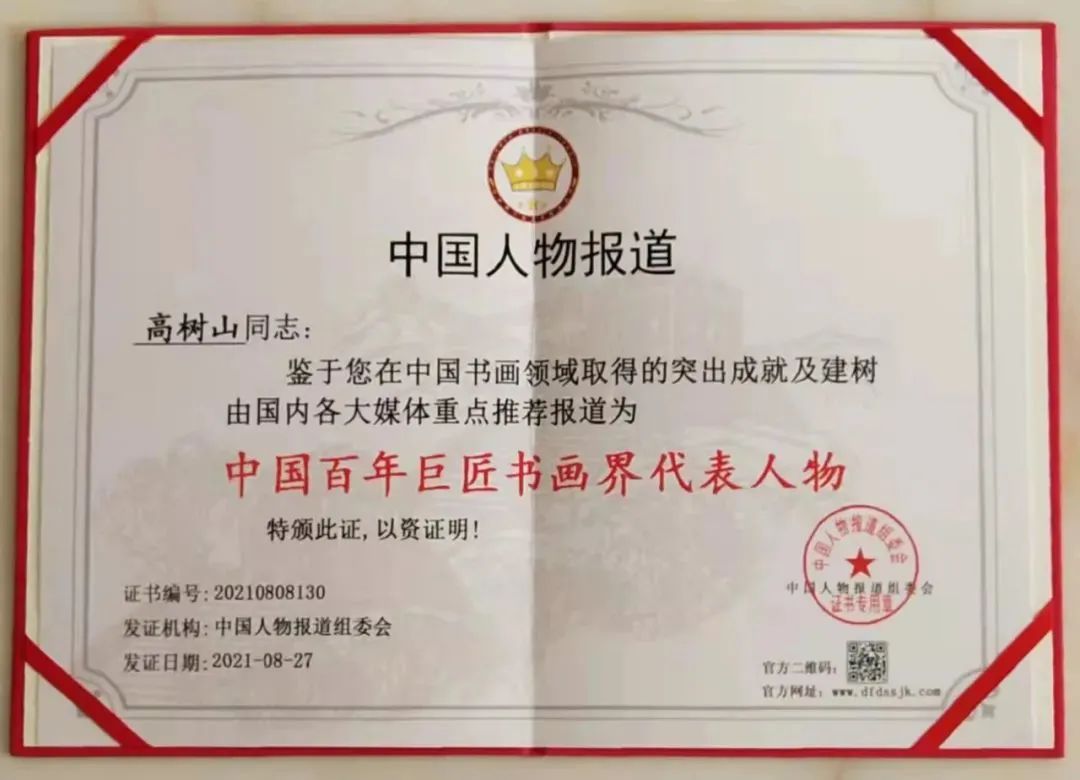 中国人物报道
高树山同志:
鉴于您在中国书画领域取得的突出成就及建树
由国内各大媒体重点推荐报道为
中国百年巨匠书画界代表人物
特颁此证,以资证明!
中国人物报道组委会
中国人物报道组委会
证书专用章
证书编号:20210808130
发证机构:中国人物报道组委会
发证日期:2021-08-27
官方二维码:
官方网址:www.dfdssjk.com